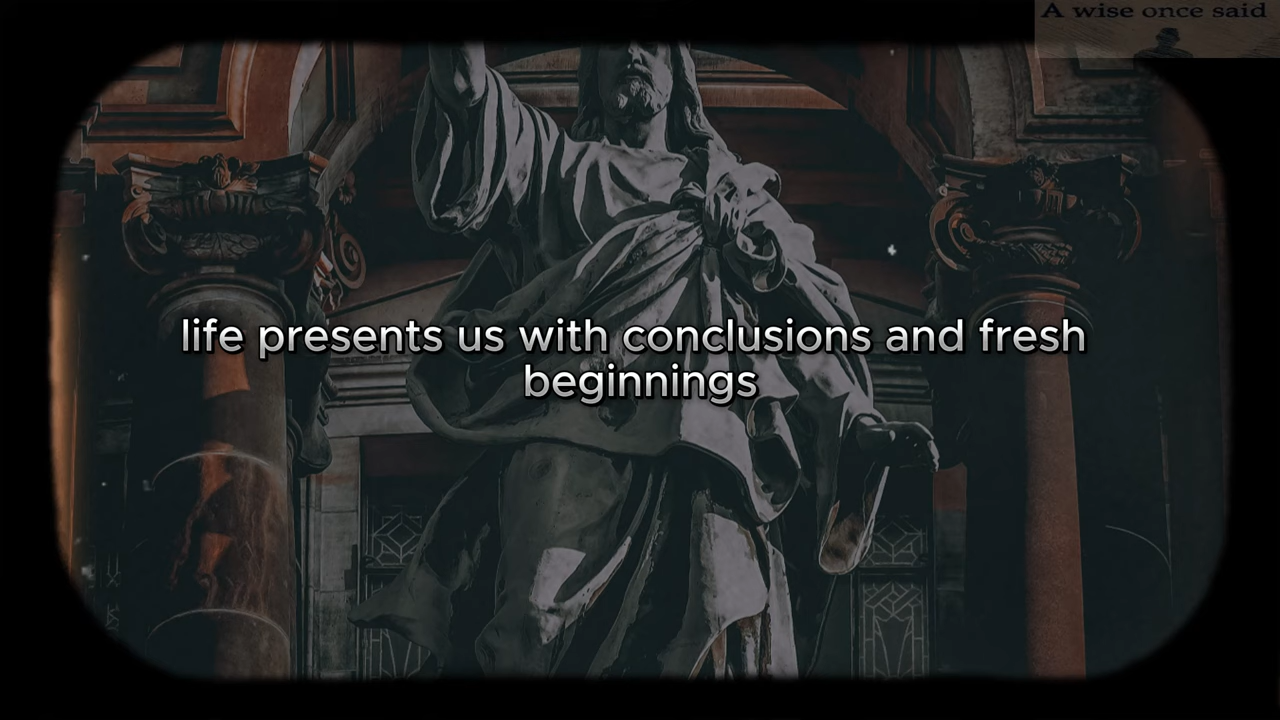 A wise once said
life presents us with conclusions and fresh
beginnings